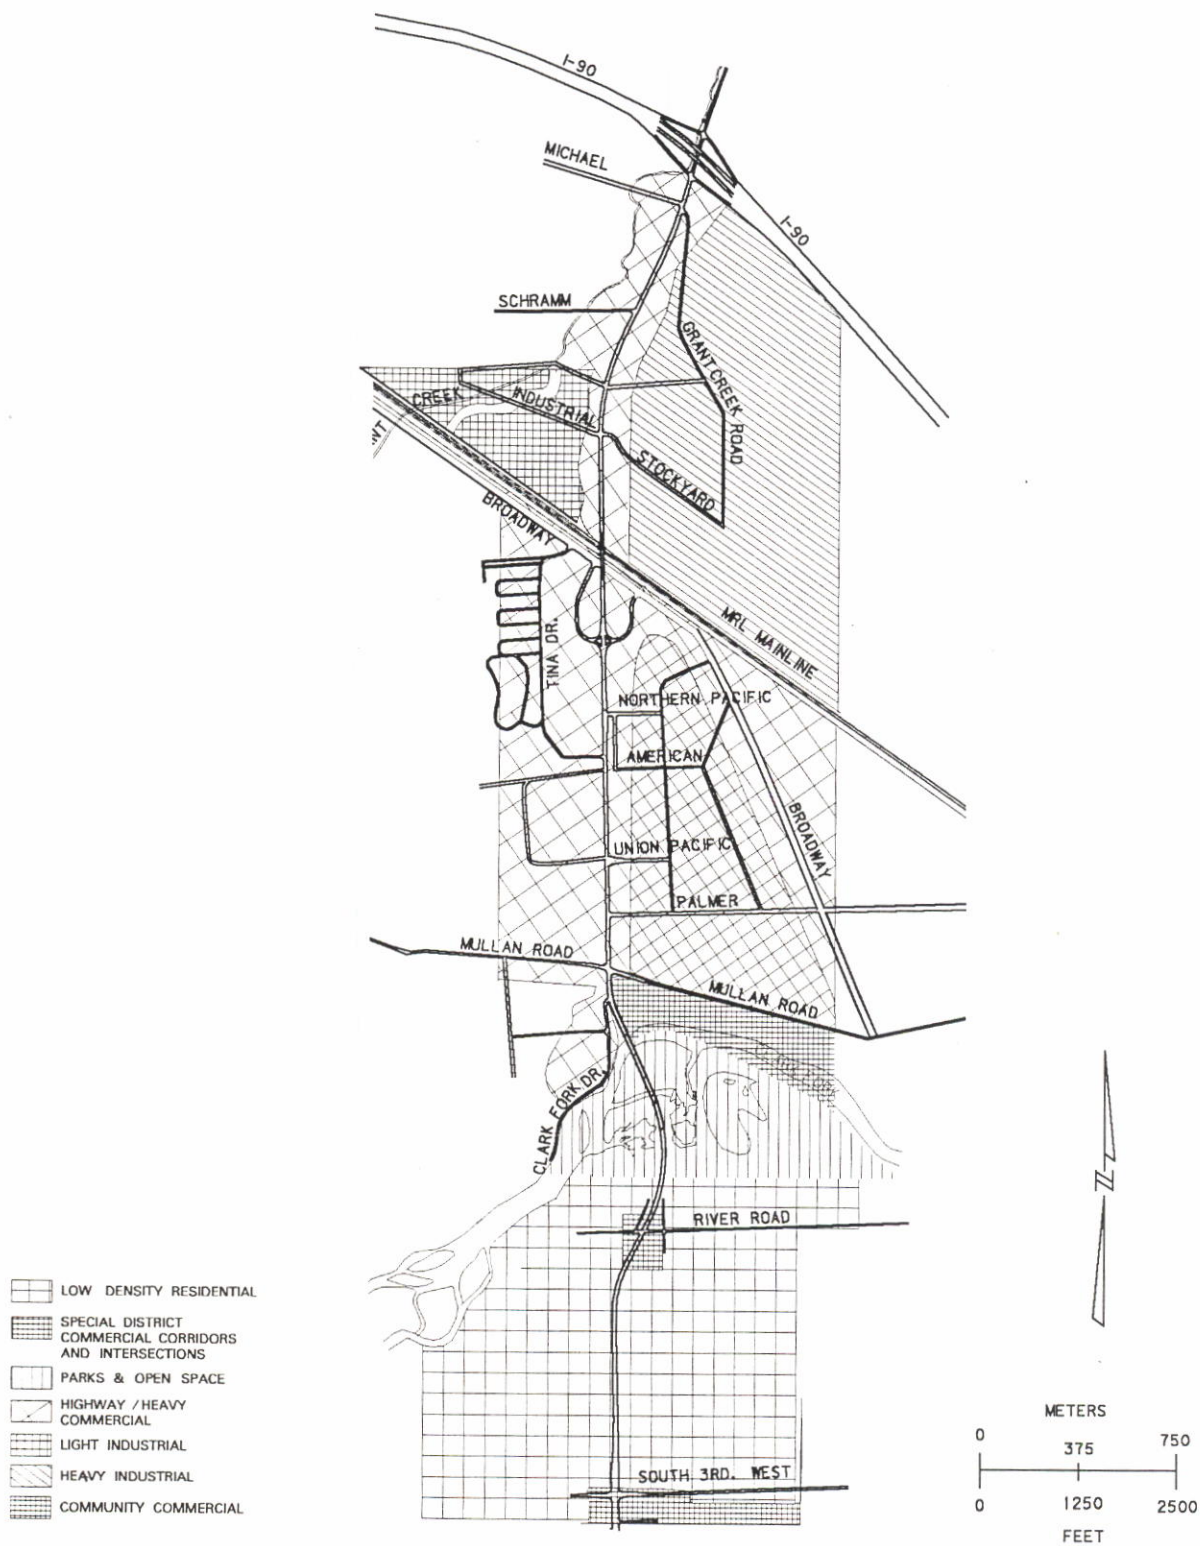 I-90
MICHAEL
I-90
SCHRAMM
GRANT CREEK ROAD
CREEK
INDUSTRIAL
NT
STOCKYARD
BROADWAY
MRL MAINLINE
TINA DR.
NORTHERN PACIFIC
AMERICAN
BROADWAY
UNION PACIFIC
PALMER
MULLAN ROAD
MULLAN ROAD
CLARK FORK DR.
N
RIVER ROAD
LOW DENSITY RESIDENTIAL
SPECIAL DISTRICT
COMMERCIAL CORRIDORS
AND INTERSECTIONS
PARKS & OPEN SPACE
HIGHWAY / HEAVY
COMMERCIAL
LIGHT INDUSTRIAL
HEAVY INDUSTRIAL
COMMUNITY COMMERCIAL
SOUTH 3RD. WEST
METERS
0 375 750
0 1250 2500
FEET